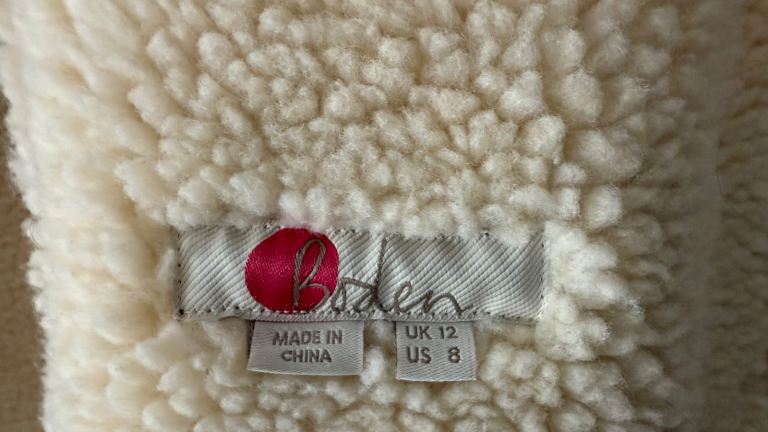 Boden
MADE IN
CHINA
UK 12
US 8